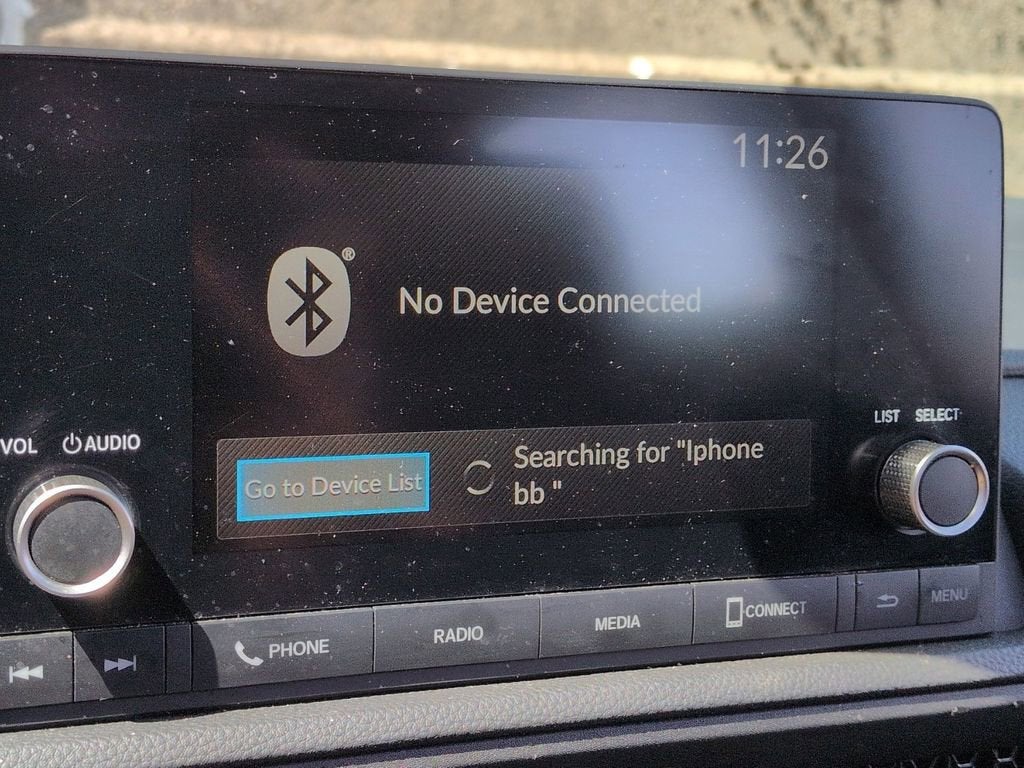 11:26
®
No Device Connected
LIST SELECT
VOL AUDIO
Go to Device List
Searching for "Iphone
bb "
PHONE
RADIO
MEDIA
CONNECT
MENU